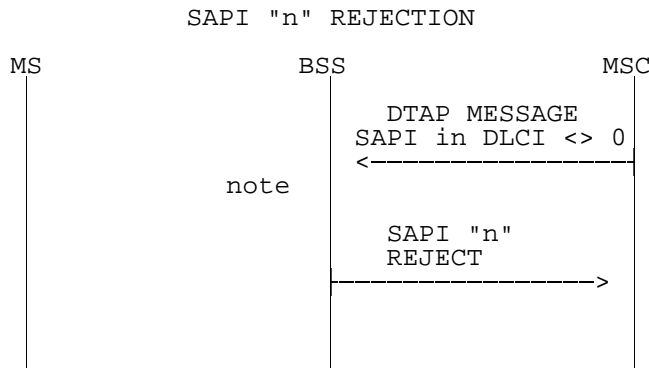 SAPI "n" REJECTION
MS BSS MSC
DTAP MESSAGE
SAPI in DLCI <> 0
note
SAPI "n"
REJECT